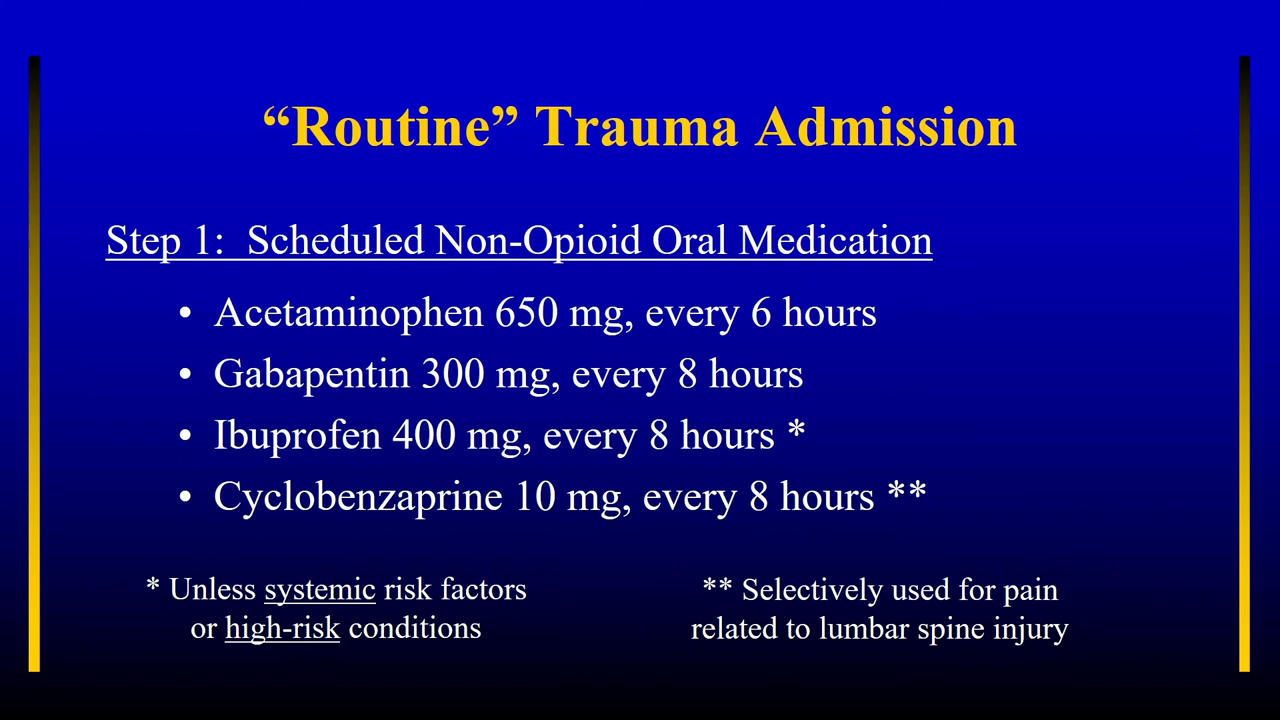 “Routine” Trauma Admission
Step 1:  Scheduled Non-Opioid Oral Medication
• Acetaminophen 650 mg, every 6 hours
• Gabapentin 300 mg, every 8 hours
• Ibuprofen 400 mg, every 8 hours *
• Cyclobenzaprine 10 mg, every 8 hours **
* Unless systemic risk factors
or high-risk conditions
** Selectively used for pain
related to lumbar spine injury